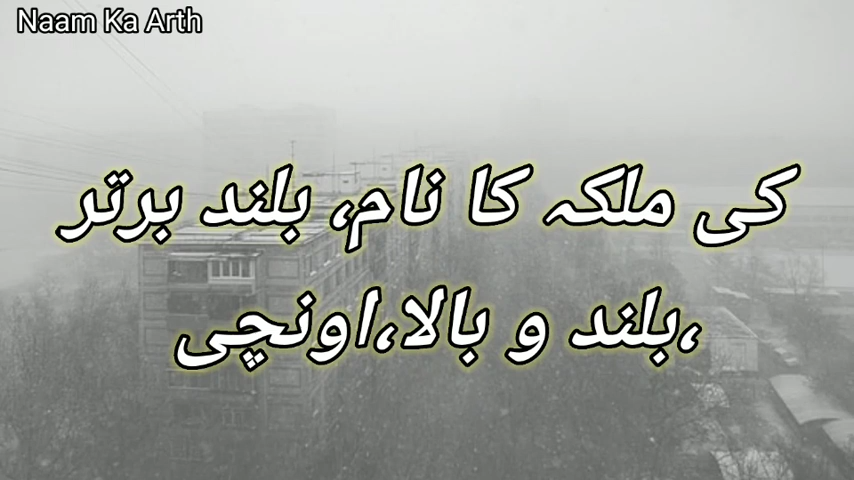 Naam Ka Arth
کی ملکہ کا نام، بلند برتر
،بلند و بالا،اونچی